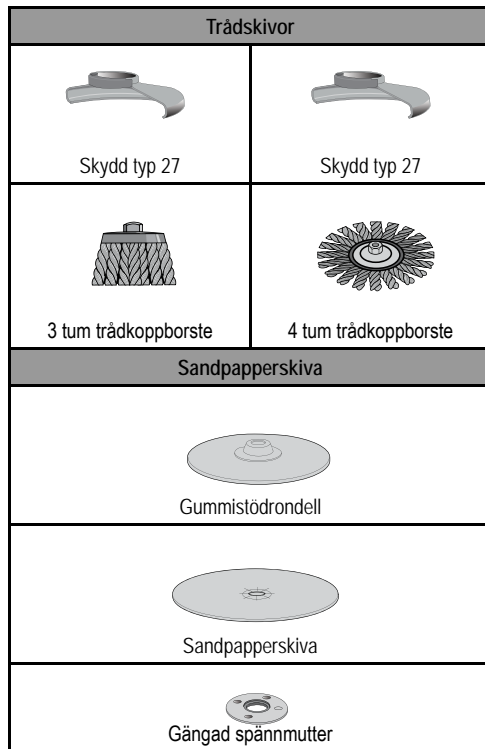 Trådskivor
Skydd typ 27
Skydd typ 27
3 tum trådkoppborste
4 tum trådkoppborste
Sandpapperskiva
Gummistödrondell
Sandpapperskiva
Gängad spännmutter